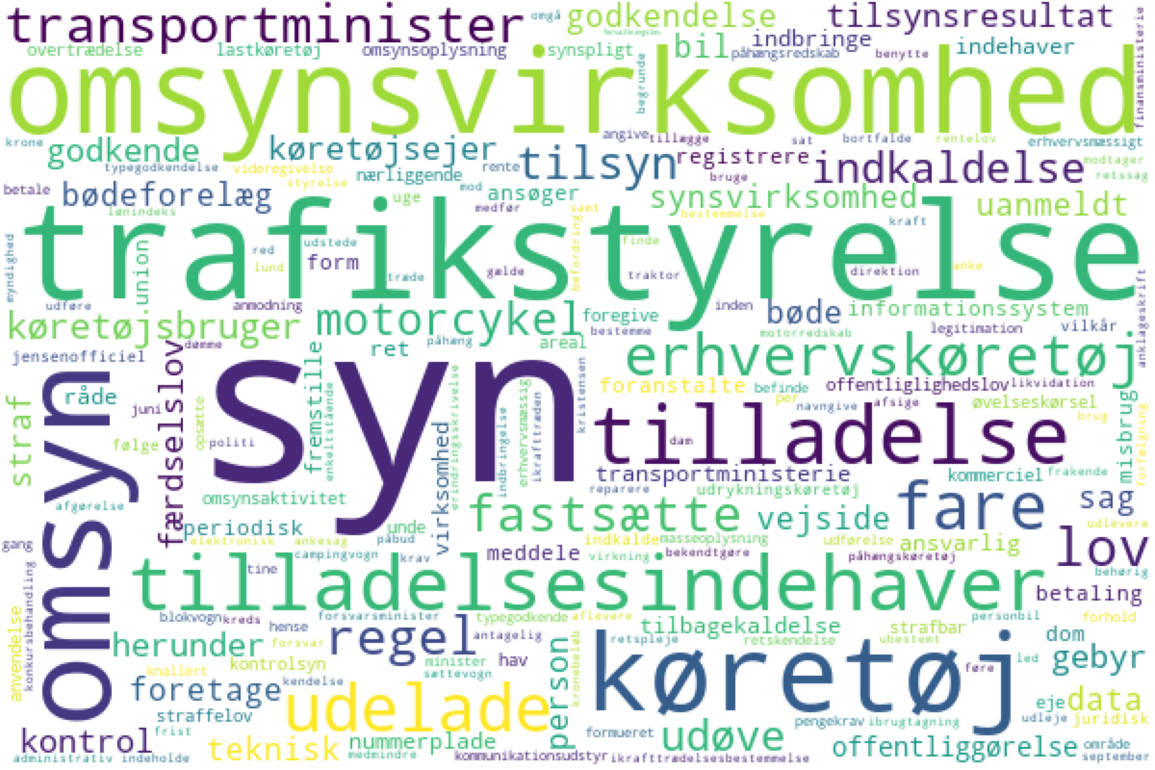 transportminister
omgå
godkendelse
tilsynsresultat
overtrædelse
lastkøretøj
omsynsoplysning
synspligt
bil
indbringe
påhængsredskab
benytte
indehaver
finansministerie
omsynsvirksomhed
begrunde
krone
godkende
typegodkendelse
videregivelse
køretøjsejer
rente
tilsyn
angive
tillægge
sat
bortfalde
rentelov
erhvervsmæssigt
registrere
indkaldelse
modtager
retssag
betale
bødeforelæg
styrelse
nærliggende
uge
mod
ansøger
bruge
synsvirksomhed
uanmeldt
lønindeks
medfør
samt
bestemmelse
kraft
trafikstyrelse
myndighed
union
red
lund
udstede
form
træde
gælde
befordring
finde
traktor
direktion
anke
anklageskrift
udføre
anmodning
inden
bøde
informationssystem
køretøjsbruger
motorcykel
foregive
bestemme
motorredskab
legitimation
vilkår
jensenofficiel
dømme
ret
påhang
areal
erhvervskøretøj
råde
juni
færdselslov
syn
kristensen
foranstalte
befinde
offentliglighedslov
likvidation
straf
følge
opsætte
politi
fremstille
enkeltstående
virksomhed
erindringsskrivelse
indbringelse
erhvervsmæssig
ikrafttræden
per
navngive
afsige
øvelseskørsel
brug
misbrug
forfølgning
tilladelse
dam
omsyn
afgørelse
omsynsaktivitet
transportministerie
kommerciel
frakende
reparere
udrykningskøretøj
fare
sag
periodisk
unde
fastsætte
vejside
ansvarlig
udlevere
gang
elektronisk
ankesag
påbud
indkalde
masseoplysning
udførelse
lov
campingvogn
krav
meddele
virkning
bekendtgøre
påhængskøretøj
behørig
tine
tilladelsesindehaver
betaling
konkursbehandling
anvendelse
blokvogn
kreds
forsvarsminister
typegodkende
aflevere
personbil
forhold
herunder
hense
forsvar
regel
antagelig
person
retspleje
tilbagekaldelse
retskendelse
strafbar
ubestemt
dom
gebyr
kontrolsyn
knallert
kendelse
minister
sættevogn
hav
kronebeløb
køretøj
føre
led
foretage
udelade
eje
data
straffelov
formueret
pengekrav
ibrugtagning
udleje
juridisk
kontrol
frist
teknisk
nummerplade
udøve
offentliggørelse
område
administrativ
indeholde
medmindre
kommunikationsudstyr
ikrafttrædelsesbestemmelse
september